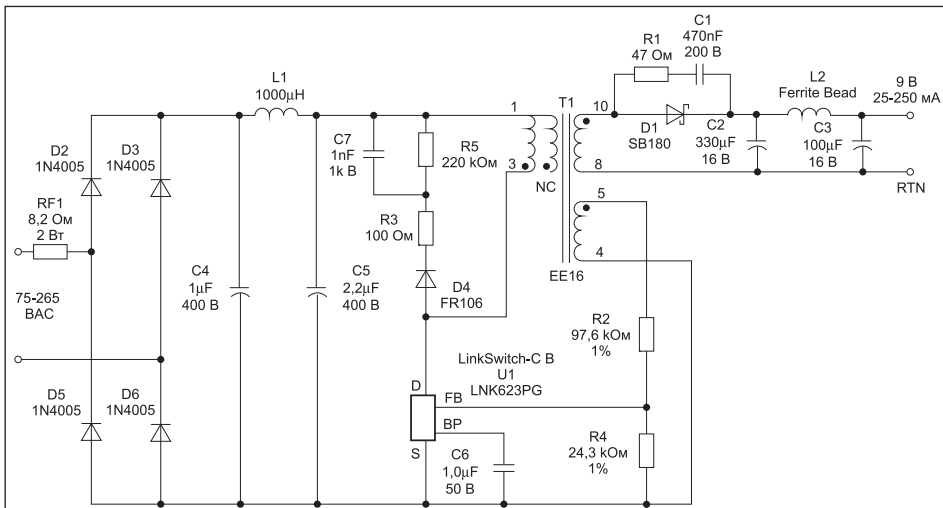 C1
470nF
200 В
R1
47 Ом
L1
1000µH
L2
Ferrite Bead
9 В
25-250 мА
1
T1
10
D1
SB180
C2
330µF
16 В
C3
100µF
16 В
C7
1nF
1k В
R5
220 кОм
D2
1N4005
D3
1N4005
3
NC
8
RTN
RF1
8,2 Ом
2 Вт
R3
100 Ом
5
4
EE16
C4
1µF
400 В
C5
2,2µF
400 В
D4
FR106
75-265
ВАС
R2
97,6 кОм
1%
LinkSwitch-C В
U1
LNK623PG
D5
1N4005
D6
1N4005
D
FB
BP
S
C6
1,0µF
50 В
R4
24,3 кОм
1%